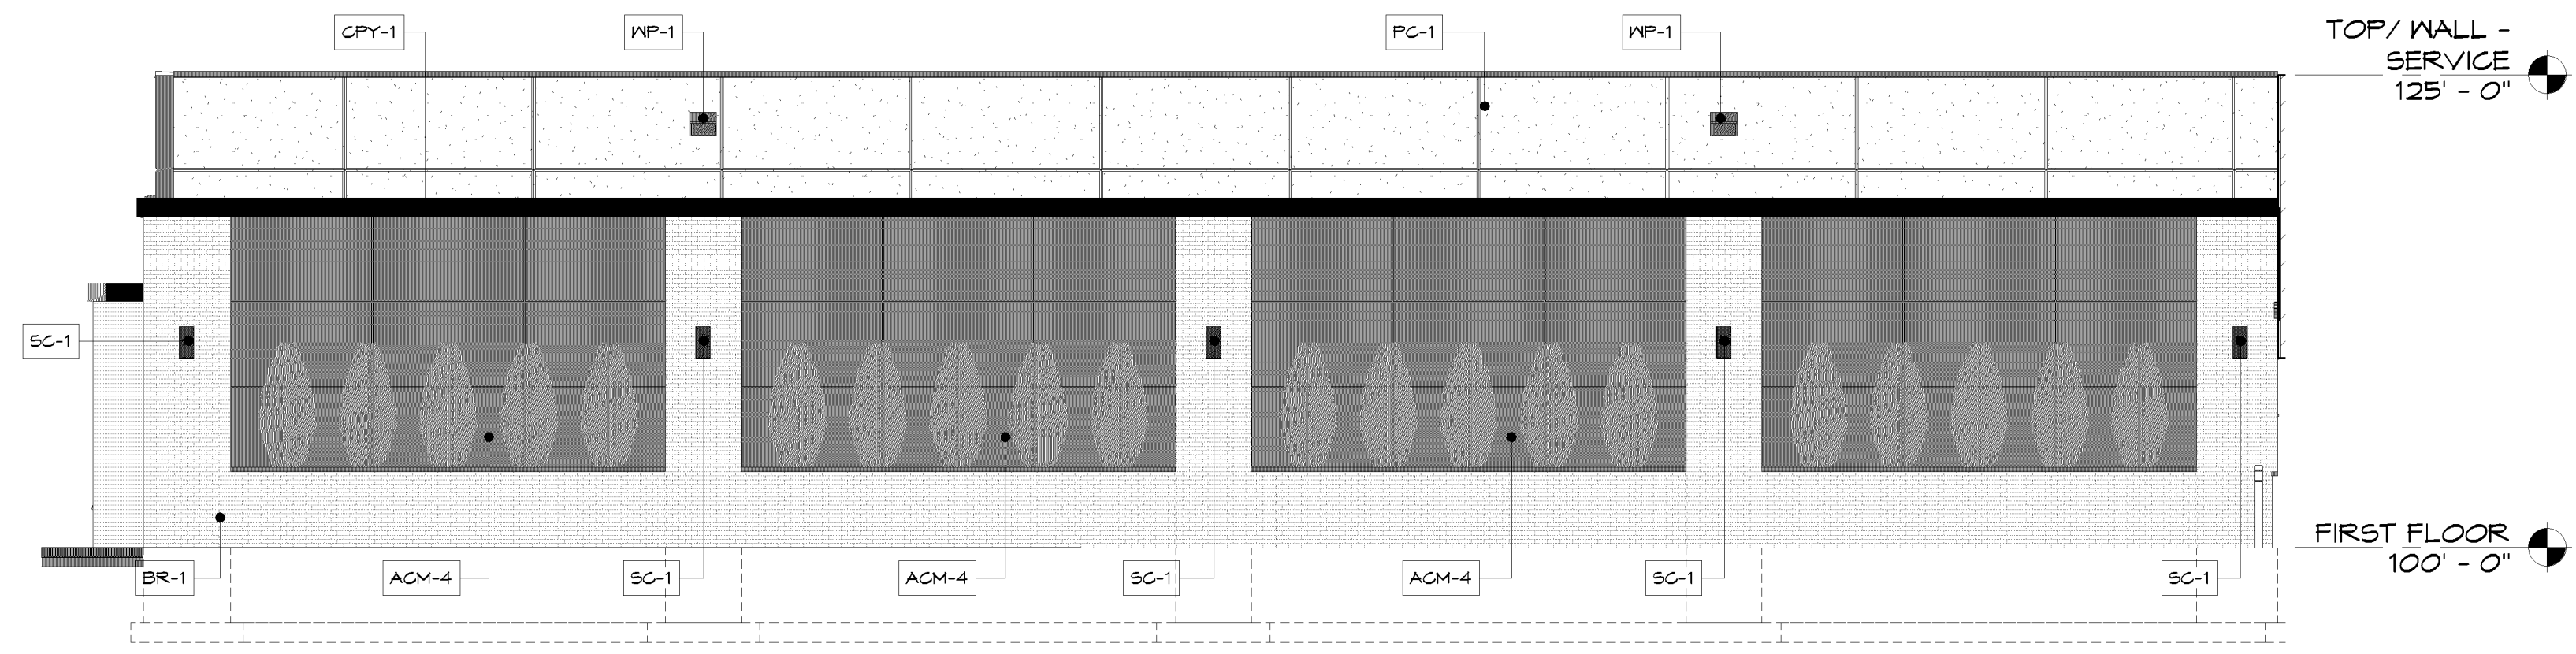 CPY-1
WP-1
PC-1
WP-1
TOP/ WALL -
SERVICE
125' - 0"
SC-1
FIRST FLOOR
100' - 0"
BR-1
ACM-4
SC-1
ACM-4
SC-1
ACM-4
SC-1
SC-1